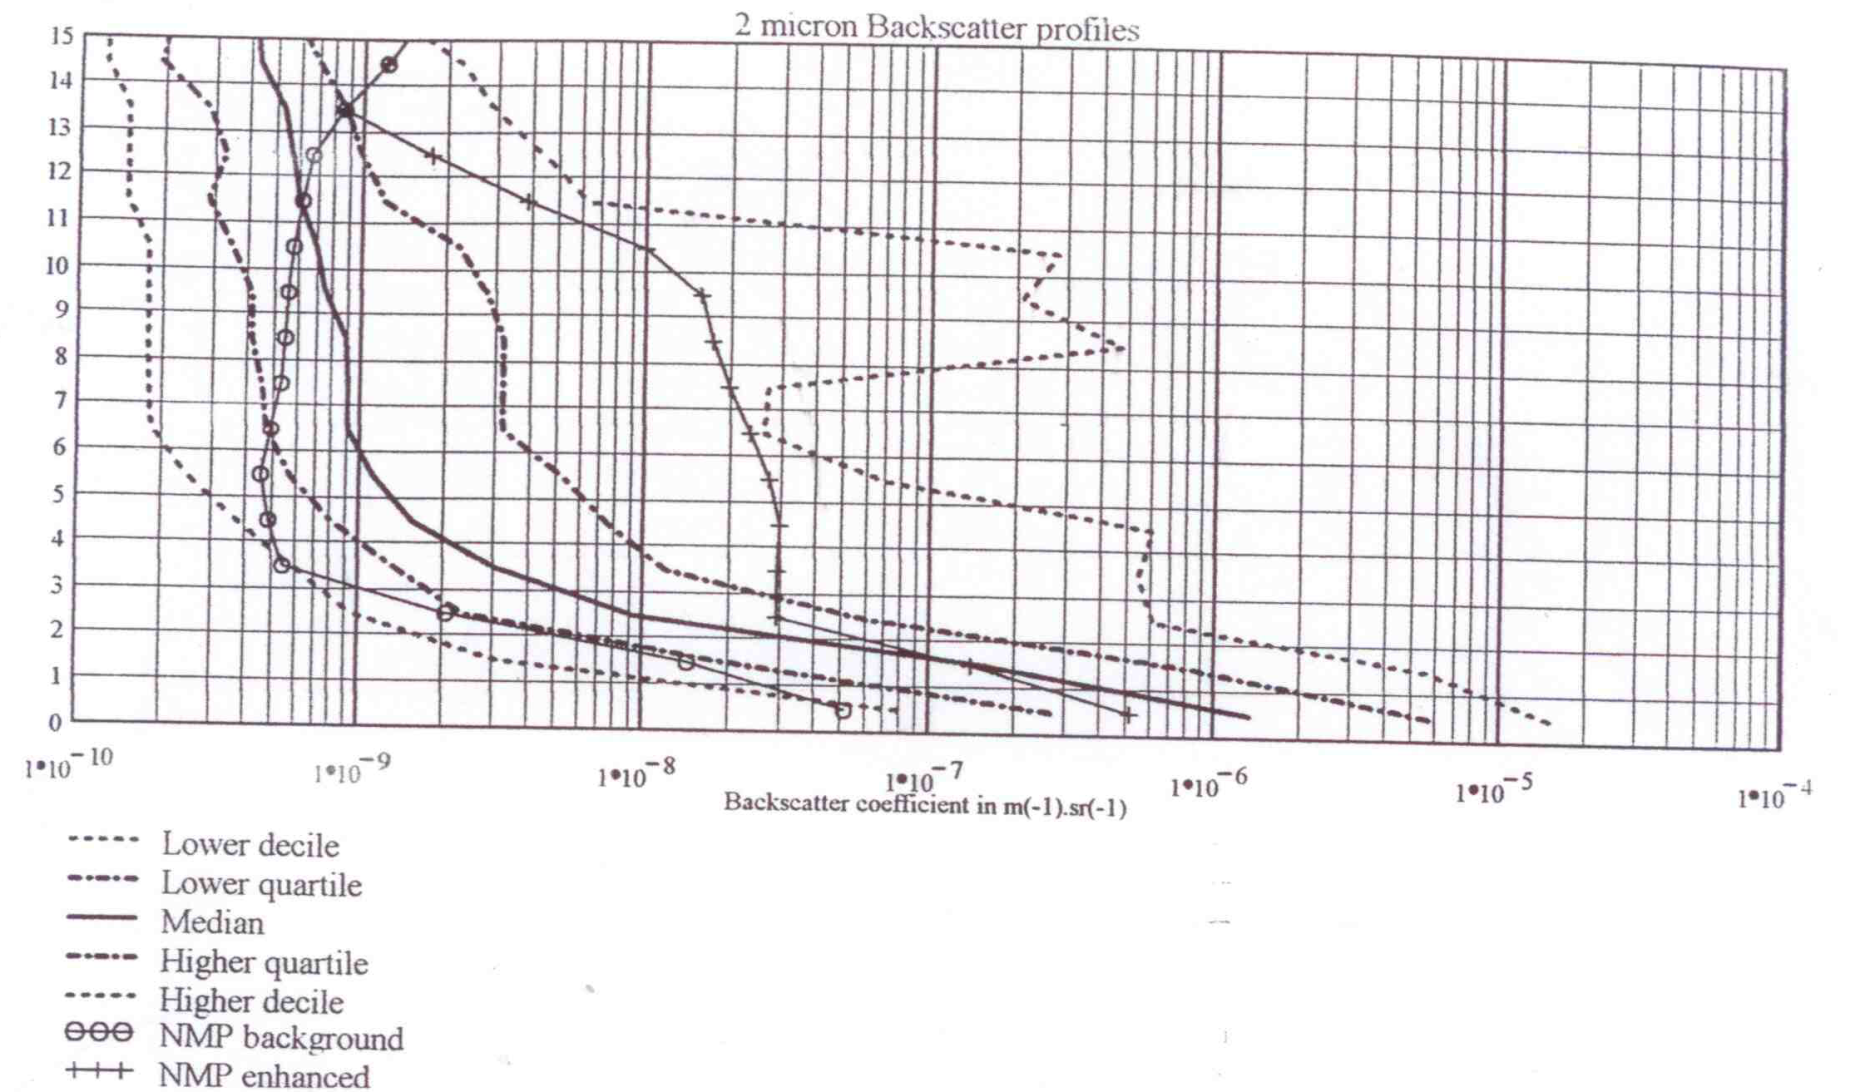 2 micron Backscatter profiles
15
14
13
12
11
10
9
8
7
6
5
4
3
2
1
0
1•10⁻¹⁰ 1•10⁻⁹ 1•10⁻⁸ 1•10⁻⁷ 1•10⁻⁶ 1•10⁻⁵ 1•10⁻⁴
Backscatter coefficient in m(-1).sr(-1)
Lower decile
Lower quartile
Median
Higher quartile
Higher decile
NMP background
NMP enhanced